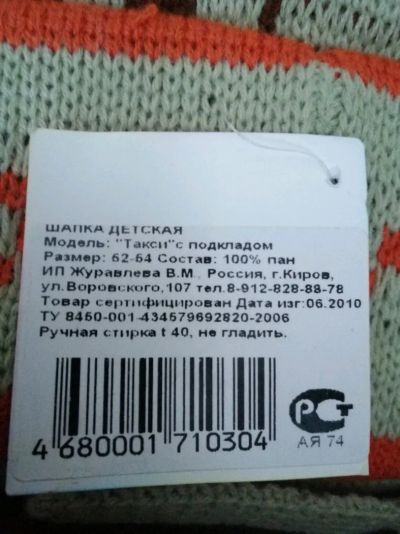 ШАПКА ДЕТСКАЯ
Модель: "Такси"с подкладом
Размер: 52-54 Состав: 100% пан
ИП Журавлева В.М., Россия, г.Киров,
ул.Воровского,107 тел.8-912-828-88-78
Товар сертифицирован Дата изг:06.2010
ТУ 8450-001-434579692820-2006
Ручная стирка t 40, не гладить.
4 680001 710304
РСТ
АЯ 74